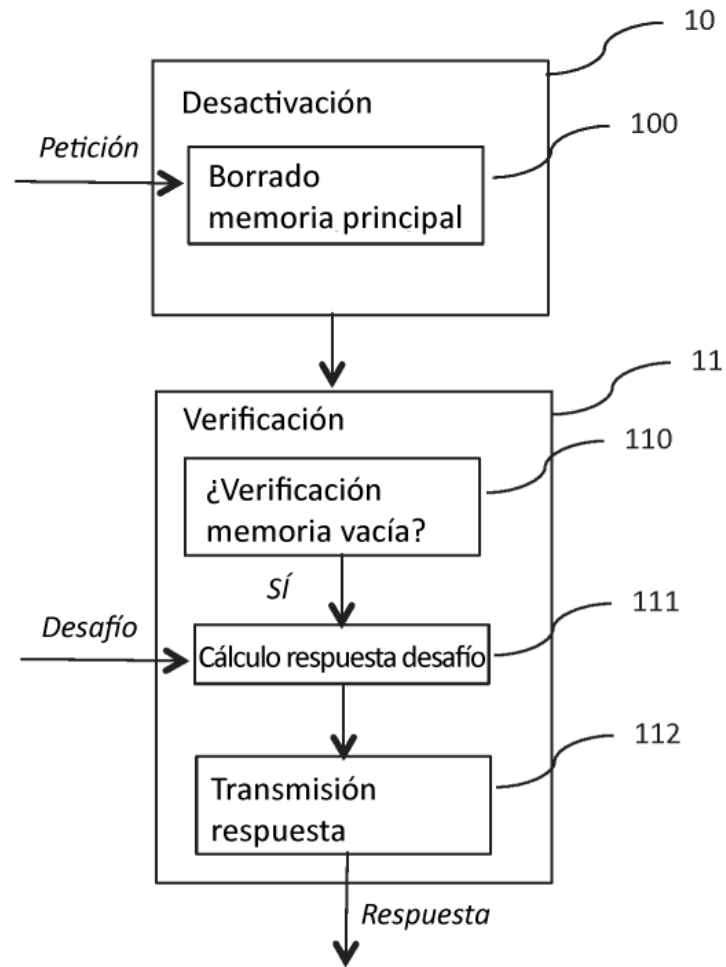 10
Desactivación
100
Petición
Borrado
memoria principal
11
Verificación
110
¿Verificación
memoria vacía?
SÍ
111
Desafío
Cálculo respuesta desafío
112
Transmisión
respuesta
Respuesta